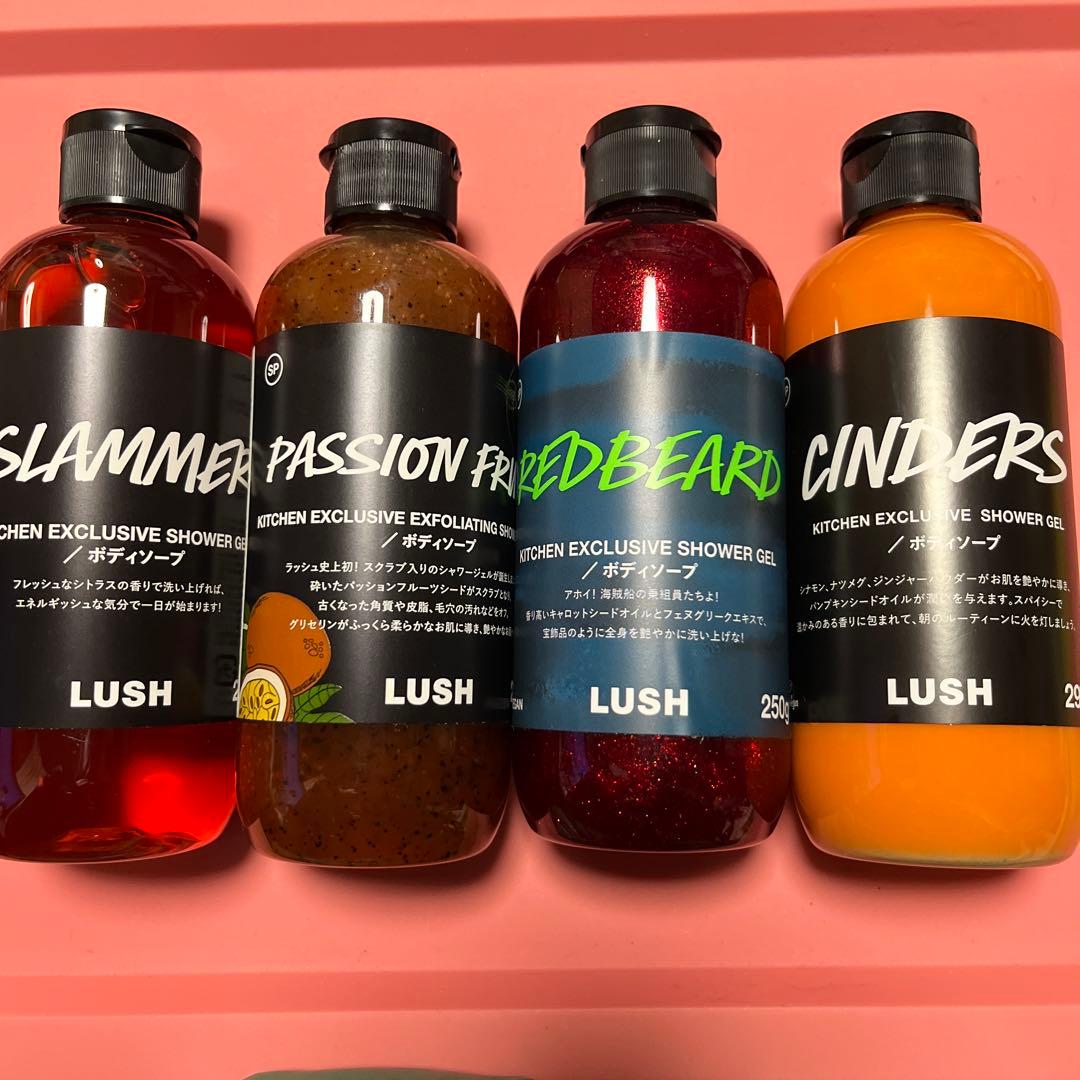 SLAMMER
KITCHEN EXCLUSIVE SHOWER GE
／ボディソープ
フレッシュなシトラスの香りで洗い上げれば、
エネルギッシュな気分で一日が始まります!
LUSH
SP
PASSION FRU
KITCHEN EXCLUSIVE EXFOLIATING SHOW
／ボディソープ
ラッシュ史上初! スクラブ入りのシャワージェルが誕生
砕いたパッションフルーツシードがスクラブとなり、
古くなった角質や皮脂、毛穴の汚れなどをオフ。
グリセリンがふっくら柔らかなお肌に導き、艶やかな
LUSH
REDBEARD
KITCHEN EXCLUSIVE SHOWER GEL
／ボディソープ
アホイ! 海賊船の乗組員たちよ!
香り高いキャロットシードオイルとフェヌグリークエキスで、
宝飾品のように全身を艶やかに洗い上げな!
LUSH
250g
CINDERS
KITCHEN EXCLUSIVE SHOWER GEL
／ボディソープ
シナモン、ナツメグ、ジンジャーパウダーがお肌を艶やかに導き、
パンプキンシードオイルが潤いを与えます。スパイシーで
温かみのある香りに包まれて、朝のルーティーンに火を灯しましょう。
LUSH
29